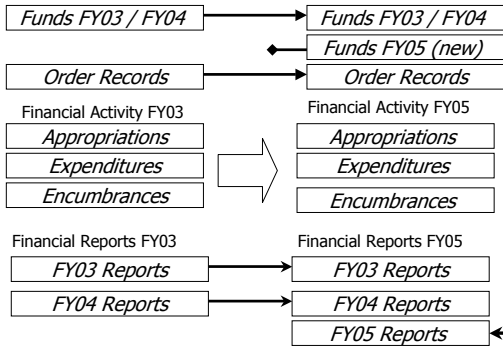 Funds FY03 / FY04 Funds FY03 / FY04
Funds FY05 (new)
Order Records Order Records
Financial Activity FY03 Financial Activity FY05
Appropriations Appropriations
Expenditures Expenditures
Encumbrances Encumbrances
Financial Reports FY03 Financial Reports FY05
FY03 Reports FY03 Reports
FY04 Reports FY04 Reports
FY05 Reports